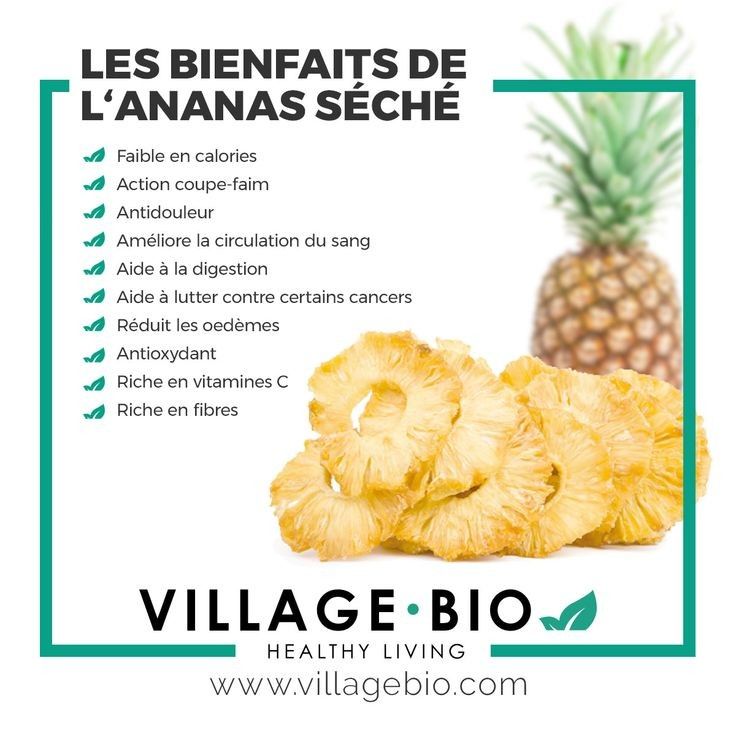 LES BIENFAITS DE
L‘ANANAS SÉCHÉ
Faible en calories
Action coupe-faim
Antidouleur
Améliore la circulation du sang
Aide à la digestion
Aide à lutter contre certains cancers
Réduit les oedèmes
Antioxydant
Riche en vitamines C
Riche en fibres
VILLAGE·BIO
HEALTHY LIVING
www.villagebio.com